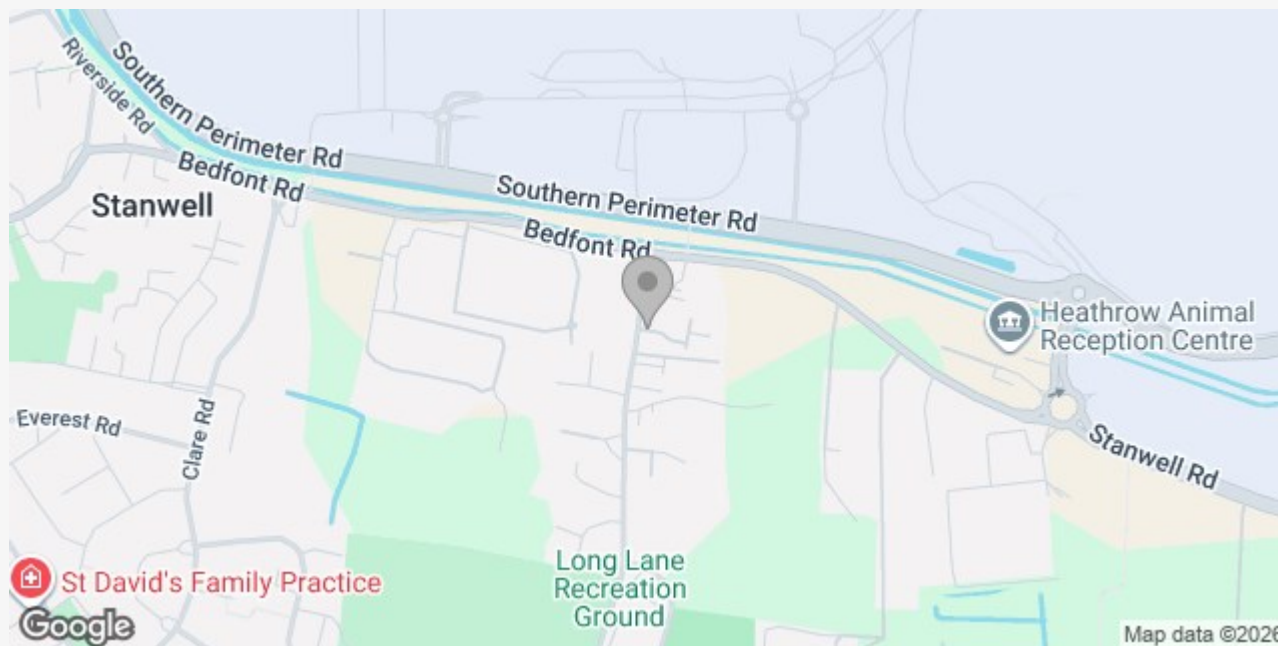 Southern Perimeter Rd
Riverside Rd
Bedfont Rd
Stanwell
Southern Perimeter Rd
Bedfont Rd
Heathrow Animal
Reception Centre
Everest Rd
Clare Rd
Stanwell Rd
Long Lane
Recreation
Ground
St David's Family Practice
Google
Map data ©2026